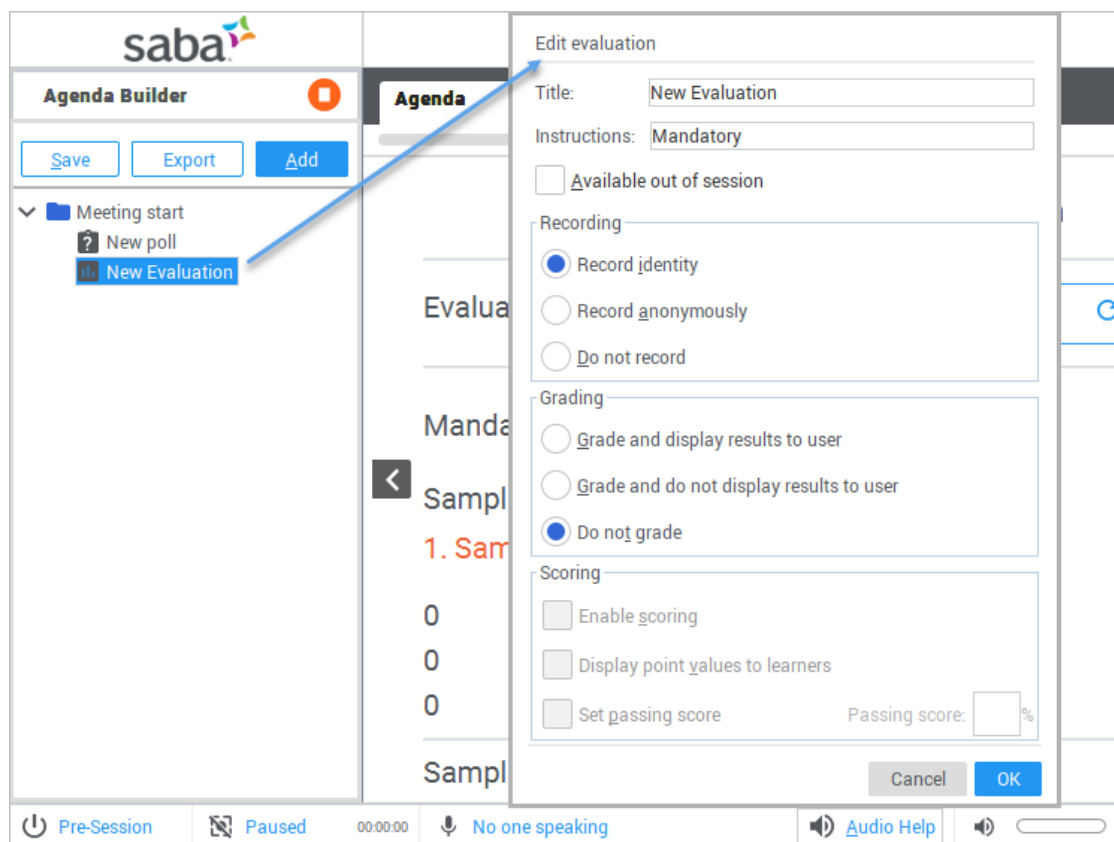 saba
Agenda Builder
Save Export Add
Meeting start
New poll
New Evaluation
Agenda
Evalua
Manda
Sampl
1. Sam
0
0
0
Sampl
Edit evaluation
Title: New Evaluation
Instructions: Mandatory
Available out of session
Recording
Record identity
Record anonymously
Do not record
Grading
Grade and display results to user
Grade and do not display results to user
Do not grade
Scoring
Enable scoring
Display point values to learners
Set passing score Passing score: %
Cancel OK
Pre-Session Paused 00:00:00 No one speaking Audio Help